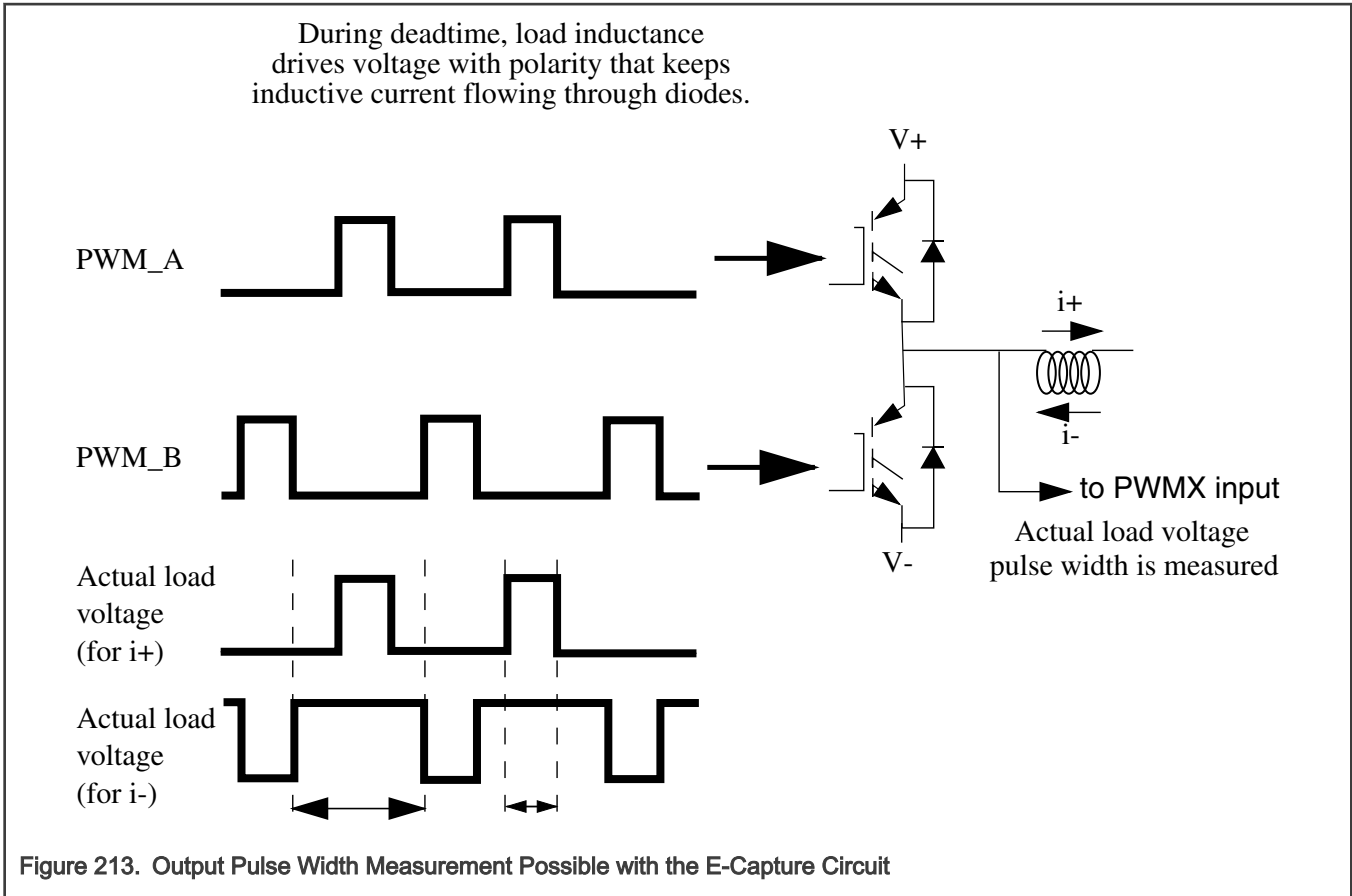 During deadtime, load inductance
drives voltage with polarity that keeps
inductive current flowing through diodes.
V+
PWM_A
i+
PWM_B
i-
to PWMX input
Actual load voltage
pulse width is measured
V-
Actual load
voltage
(for i+)
Actual load
voltage
(for i-)
Figure 213. Output Pulse Width Measurement Possible with the E-Capture Circuit